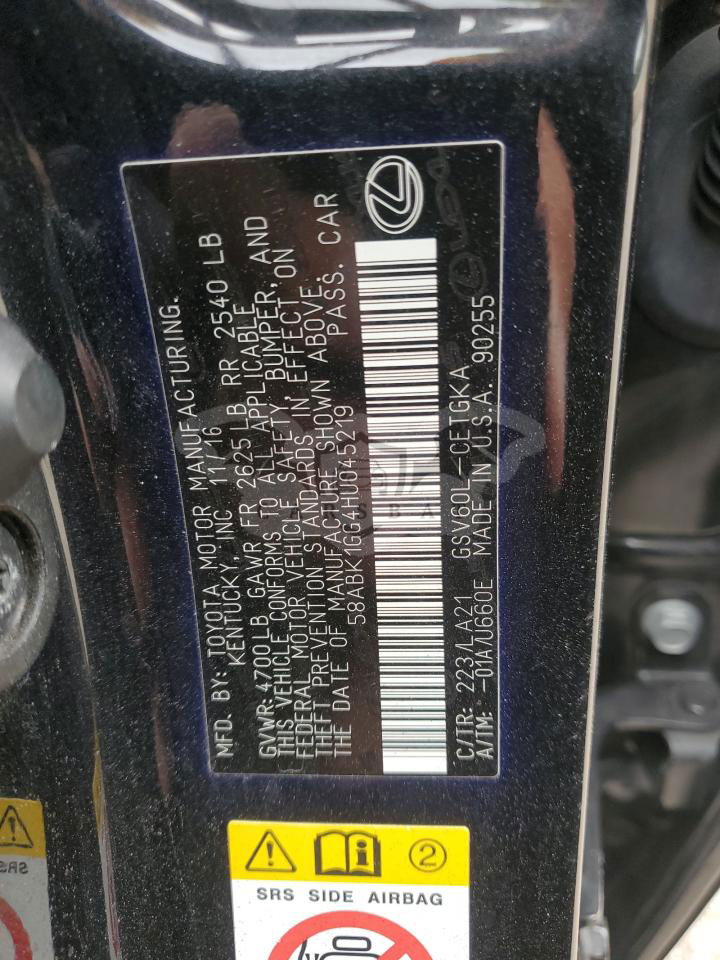 MFD. BY: TOYOTA MOTOR MANUFACTURING.
KENTUCKY, INC 11/16
GVWR 4700LB GAWR FR 2625 LB RR 2540 LB
THIS VEHICLE CONFORMS TO ALL APPLICABLE
FEDERAL MOTOR VEHICLE SAFETY, BUMPER, AND
THEFT PREVENTION STANDARDS IN EFFECT ON
THE DATE OF MANUFACTURE SHOWN ABOVE.
58ABK1GG4HU045219 PASS. CAR
C/TR: 223/LA21 GSV60L-CETGKA
A/TM: -01A/U660E MADE IN U.S.A. 90255
2
SRS SIDE AIRBAG
SRS